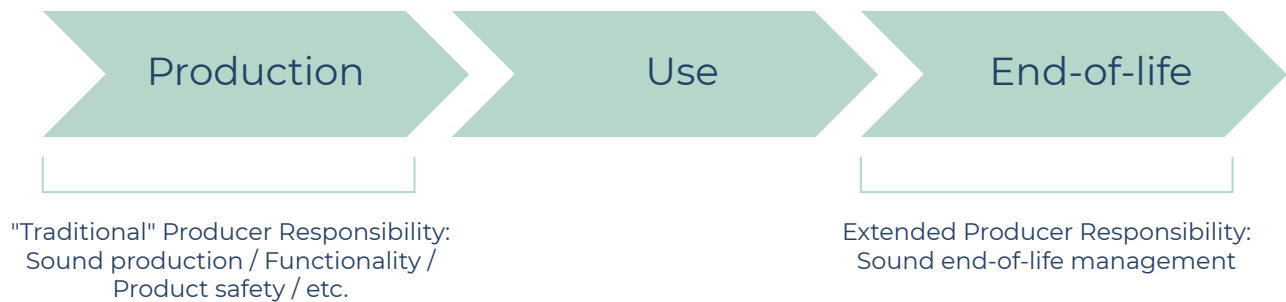 Production
Use
End-of-life
"Traditional" Producer Responsibility:
Sound production / Functionality /
Product safety / etc.
Extended Producer Responsibility:
Sound end-of-life management